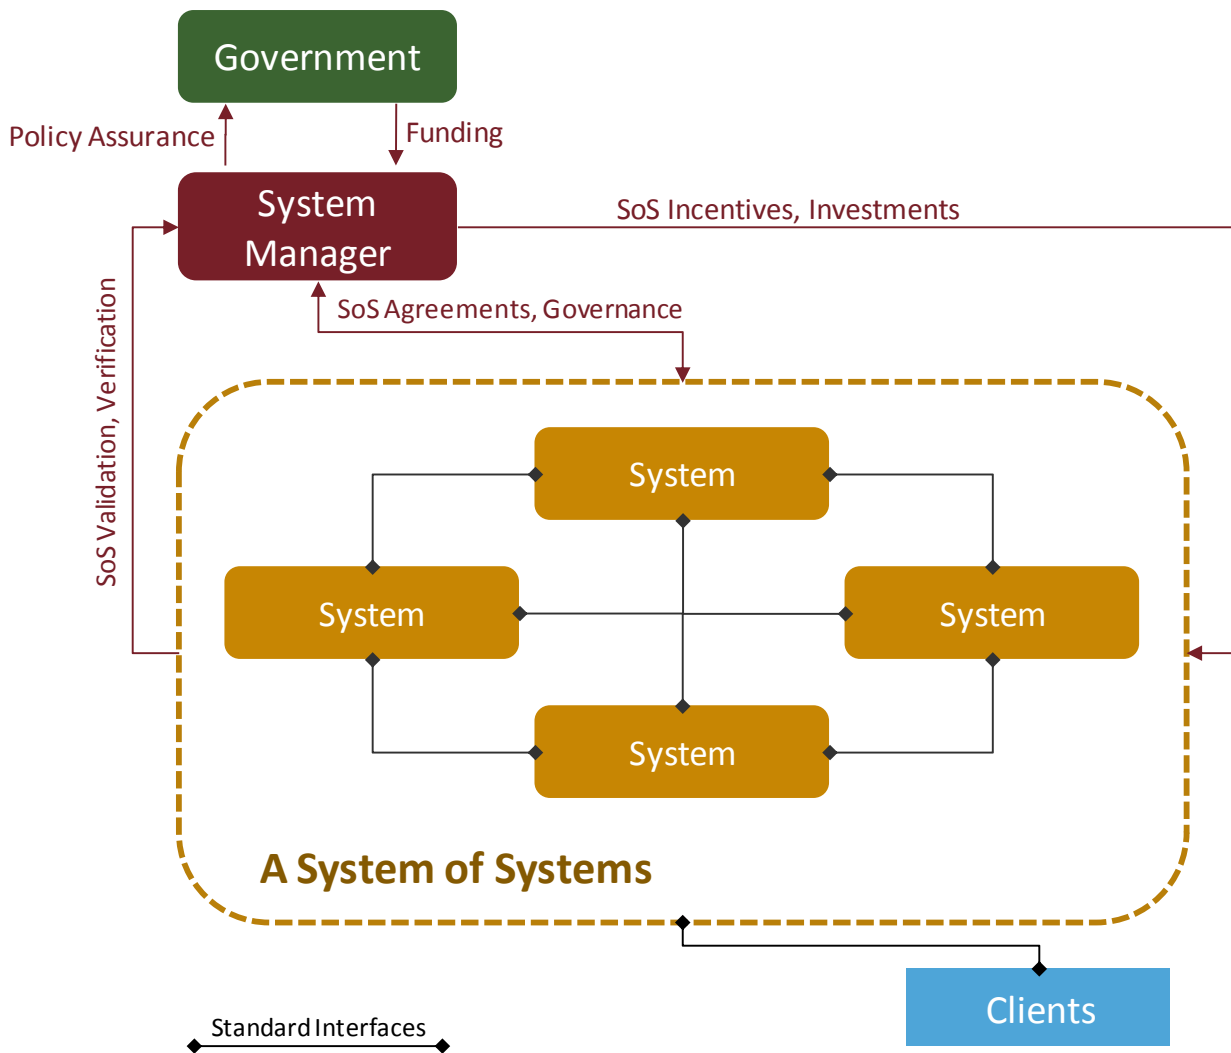 Government
Policy Assurance
Funding
System
Manager
SoS Incentives, Investments
SoS Agreements, Governance
SoS Validation, Verification
System
System
System
System
A System of Systems
Clients
Standard Interfaces